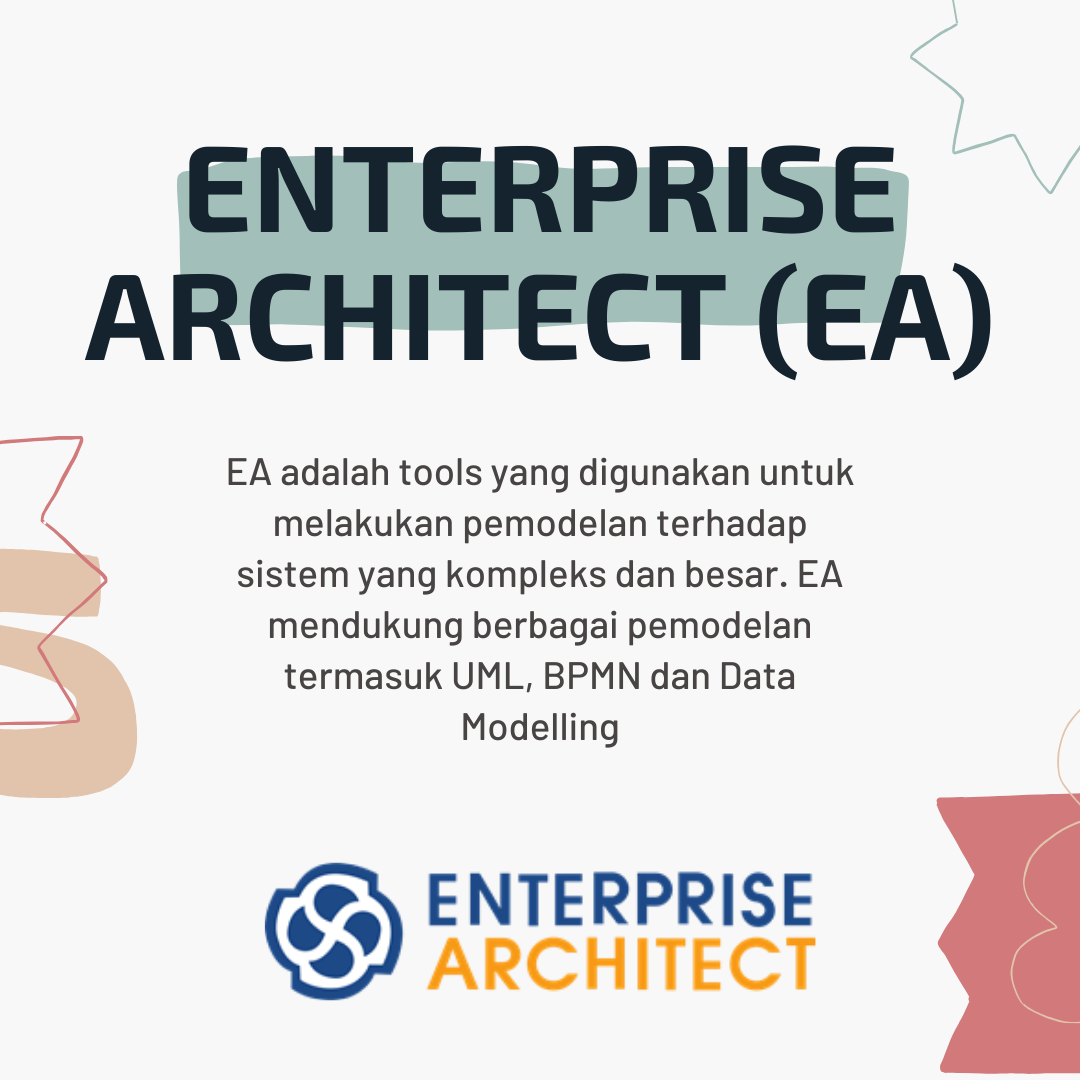 ENTERPRISE
ARCHITECT (EA)
EA adalah tools yang digunakan untuk
melakukan pemodelan terhadap
sistem yang kompleks dan besar. EA
mendukung berbagai pemodelan
termasuk UML, BPMN dan Data
Modelling
ENTERPRISE
ARCHITECT